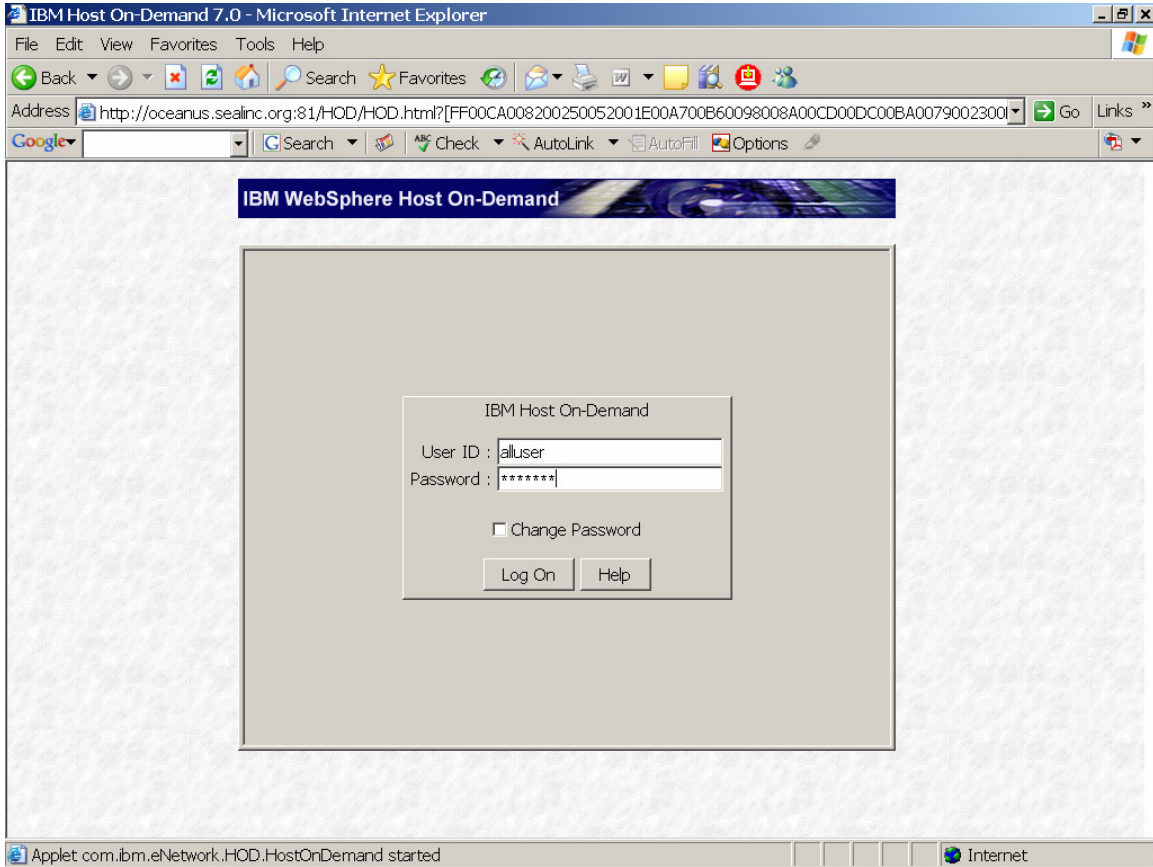 IBM Host On-Demand 7.0 - Microsoft Internet Explorer
File Edit View Favorites Tools Help
Back Search Favorites
Address http://oceanus.sealinc.org:81/HOD/HOD.html?[FF00CA008200250052001E00A700B60098008A00CD00DC00BA0079002300 Go Links »
Google Search Check AutoLink AutoFill Options
IBM WebSphere Host On-Demand
IBM Host On-Demand
User ID : alluser
Password : *******
Change Password
Log On Help
Applet com.ibm.eNetwork.HOD.HostOnDemand started Internet